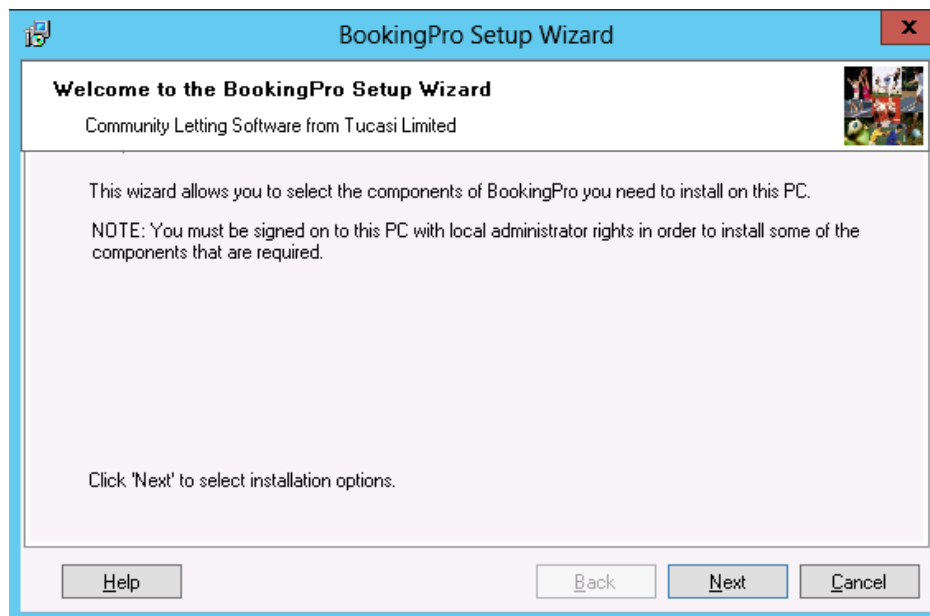 BookingPro Setup Wizard
x
Welcome to the BookingPro Setup Wizard
Community Letting Software from Tucasi Limited
This wizard allows you to select the components of BookingPro you need to install on this PC.
NOTE: You must be signed on to this PC with local administrator rights in order to install some of the
components that are required.
Click 'Next' to select installation options.
Help
Back
Next
Cancel